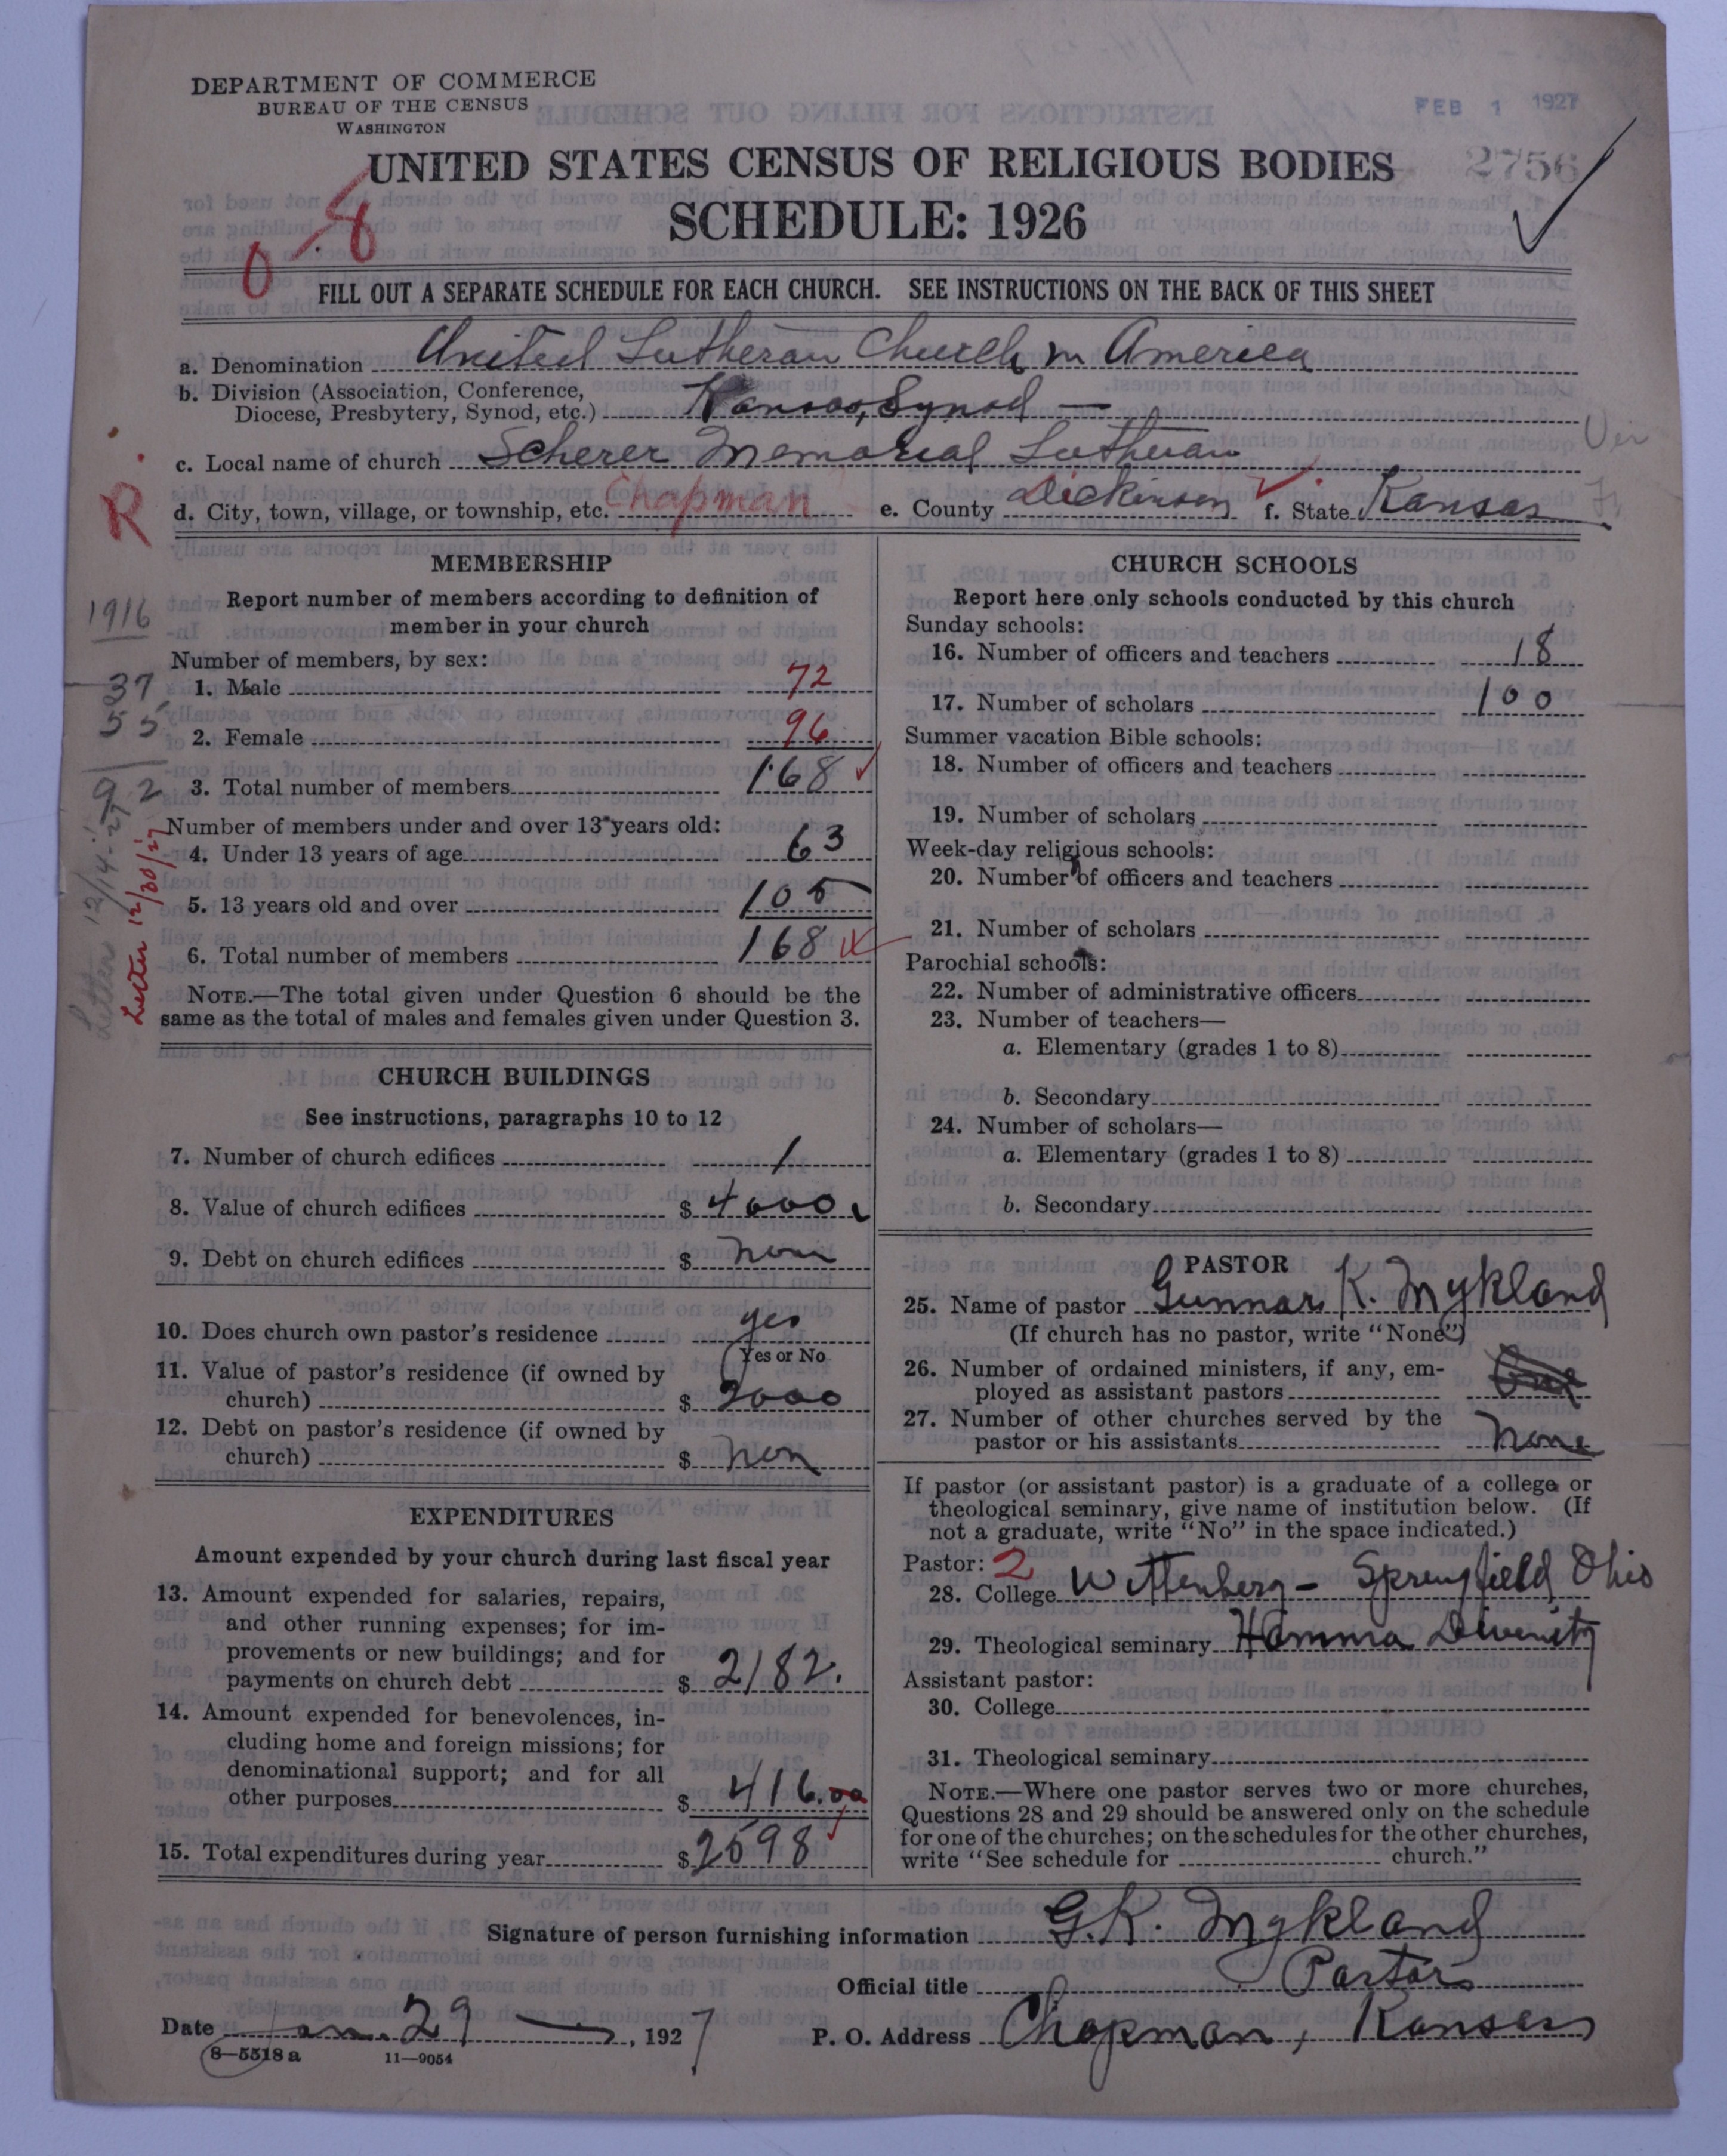 DEPARTMENT OF COMMERCE
BUREAU OF THE CENSUS
WASHINGTON
FEB 1 1927
2756
UNITED STATES CENSUS OF RELIGIOUS BODIES
SCHEDULE: 1926
0-8
FILL OUT A SEPARATE SCHEDULE FOR EACH CHURCH. SEE INSTRUCTIONS ON THE BACK OF THIS SHEET
a. Denomination United Lutheran Church in America
b. Division (Association, Conference,
Diocese, Presbytery, Synod, etc.) Kansas, Synod —
c. Local name of church Scherer Memorial Lutheran
R
d. City, town, village, or township, etc. Chapman e. County Dickinson f. State Kansas
MEMBERSHIP
Report number of members according to definition of
member in your church
1916
Number of members, by sex:
37
1. Male 72
55
2. Female 96
92
3. Total number of members 168
Number of members under and over 13 years old:
4. Under 13 years of age 63
5. 13 years old and over 105
6. Total number of members 168
Letter 12/14-27
Letter 12/30/27
NOTE.—The total given under Question 6 should be the
same as the total of males and females given under Question 3.
CHURCH BUILDINGS
See instructions, paragraphs 10 to 12
7. Number of church edifices 1
8. Value of church edifices $ 4000
9. Debt on church edifices $ none
10. Does church own pastor's residence yes
Yes or No
11. Value of pastor's residence (if owned by
church) $ 2000
12. Debt on pastor's residence (if owned by
church) $ non
EXPENDITURES
Amount expended by your church during last fiscal year
13. Amount expended for salaries, repairs,
and other running expenses; for im-
provements or new buildings; and for
payments on church debt $ 2182.
14. Amount expended for benevolences, in-
cluding home and foreign missions; for
denominational support; and for all
other purposes $ 416.00
15. Total expenditures during year $ 2598
CHURCH SCHOOLS
Report here only schools conducted by this church
Sunday schools:
16. Number of officers and teachers 18
17. Number of scholars 100
Summer vacation Bible schools:
18. Number of officers and teachers
19. Number of scholars
Week-day religious schools:
20. Number of officers and teachers
21. Number of scholars
Parochial schools:
22. Number of administrative officers
23. Number of teachers—
a. Elementary (grades 1 to 8)
b. Secondary
24. Number of scholars—
a. Elementary (grades 1 to 8)
b. Secondary
PASTOR
25. Name of pastor Gunnar K. Mykland
(If church has no pastor, write "None")
26. Number of ordained ministers, if any, em-
ployed as assistant pastors
27. Number of other churches served by the
pastor or his assistants none
If pastor (or assistant pastor) is a graduate of a college or
theological seminary, give name of institution below. (If
not a graduate, write "No" in the space indicated.)
Pastor: 2
28. College Wittenberg - Springfield Ohio
29. Theological seminary Hamma Divinity
Assistant pastor:
30. College
31. Theological seminary
NOTE.—Where one pastor serves two or more churches,
Questions 28 and 29 should be answered only on the schedule
for one of the churches; on the schedules for the other churches,
write "See schedule for church."
Signature of person furnishing information G.K. Mykland
Official title Pastor
Date Jan. 29, 1927 P. O. Address Chapman, Kansas
8—5518 a 11—9054